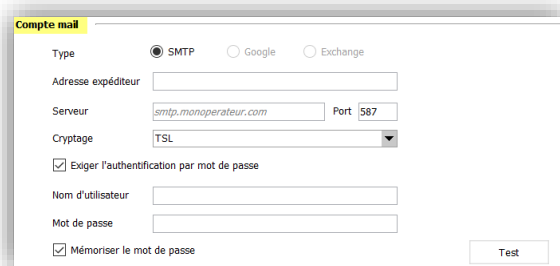 Compte mail
Type SMTP Google Exchange
Adresse expéditeur
Serveur smtp.monoperateur.com Port 587
Cryptage TSL
Exiger l'authentification par mot de passe
Nom d'utilisateur
Mot de passe
Mémoriser le mot de passe
Test